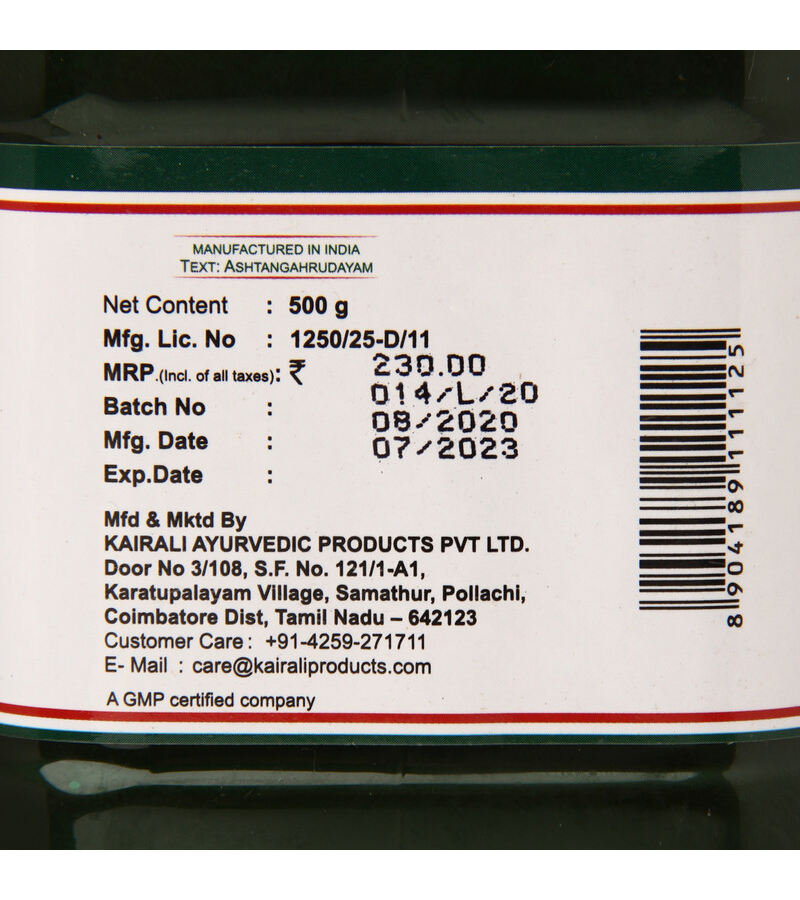 MANUFACTURED IN INDIA
TEXT: ASHTANGAHRUDAYAM
Net Content : 500 g
Mfg. Lic. No : 1250/25-D/11
MRP.(Incl. of all taxes): ₹ 230.00
Batch No : 014/L/20
Mfg. Date : 08/2020
Exp.Date : 07/2023
Mfd & Mktd By
KAIRALI AYURVEDIC PRODUCTS PVT LTD.
Door No 3/108, S.F. No. 121/1-A1,
Karatupalayam Village, Samathur, Pollachi,
Coimbatore Dist, Tamil Nadu – 642123
Customer Care : +91-4259-271711
E- Mail : care@kairaliproducts.com
A GMP certified company
8904189111125